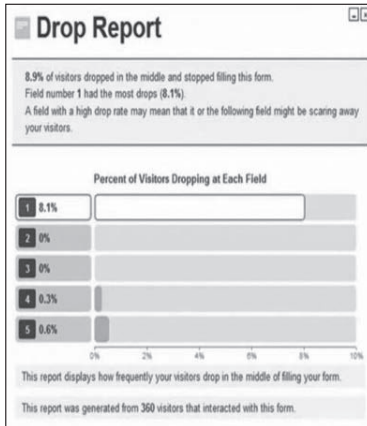 Drop Report
8.9% of visitors dropped in the middle and stopped filling this form.
Field number 1 had the most drops (8.1%).
A field with a high drop rate may mean that it or the following field might be scaring away
your visitors.
Percent of Visitors Dropping at Each Field
1 8.1%
2 0%
3 0%
4 0.3%
5 0.6%
0% 2% 4% 6% 8% 10%
This report displays how frequently your visitors drop in the middle of filling your form.
This report was generated from 360 visitors that interacted with this form.